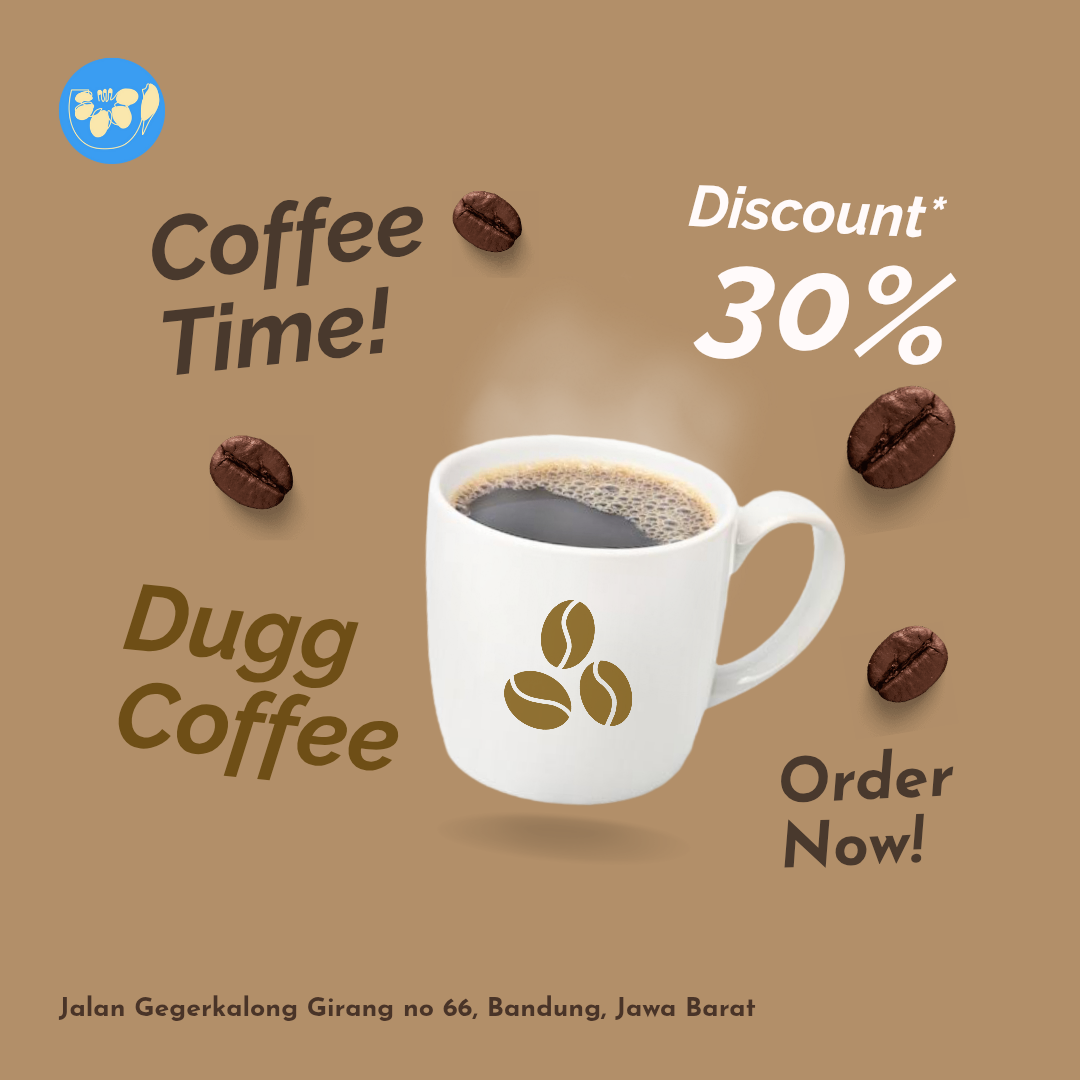 Coffee
Time!
Discount*
30%
Dugg
Coffee
Order
Now!
Jalan Gegerkalong Girang no 66, Bandung, Jawa Barat